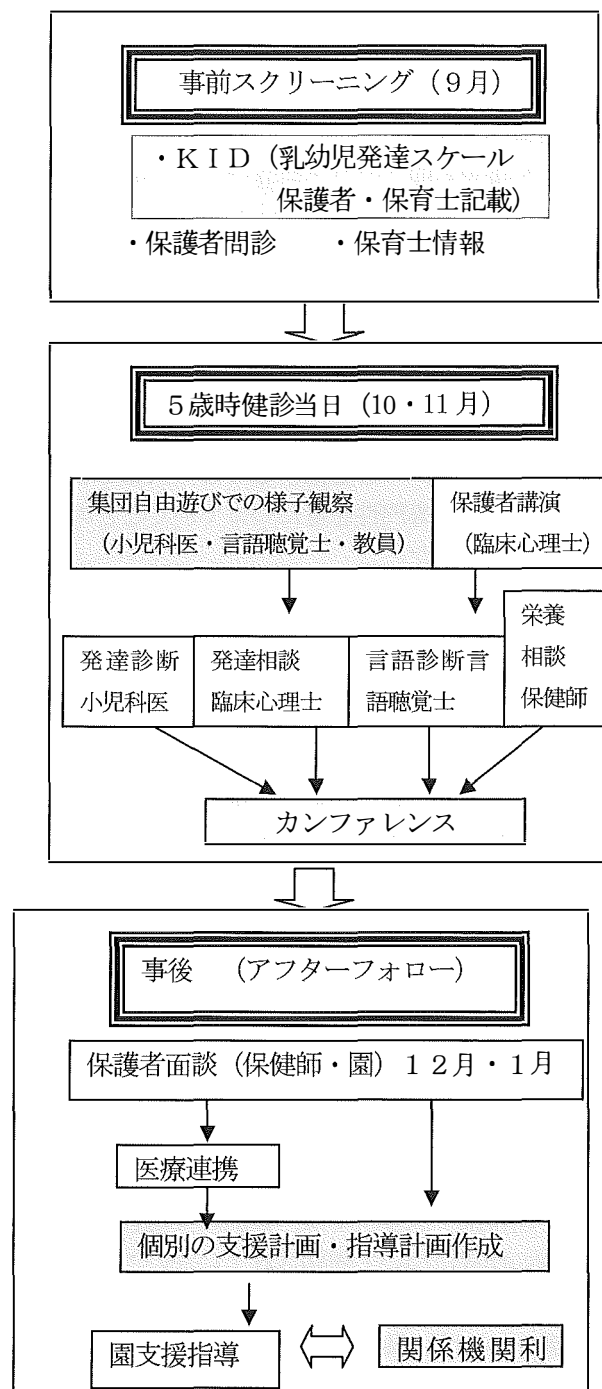 事前スクリーニング（９月）
・ＫＩＤ（乳幼児発達スケール
保護者・保育士記載）
・保護者問診　・保育士情報
５歳時健診当日（10・11月）
集団自由遊びでの様子観察
（小児科医・言語聴覚士・教員）
保護者講演
（臨床心理士）
発達診断
小児科医
発達相談
臨床心理士
言語診断言
語聴覚士
栄養
相談
保健師
カンファレンス
事後　（アフターフォロー）
保護者面談（保健師・園）１２月・１月
医療連携
個別の支援計画・指導計画作成
園支援指導
関係機関利